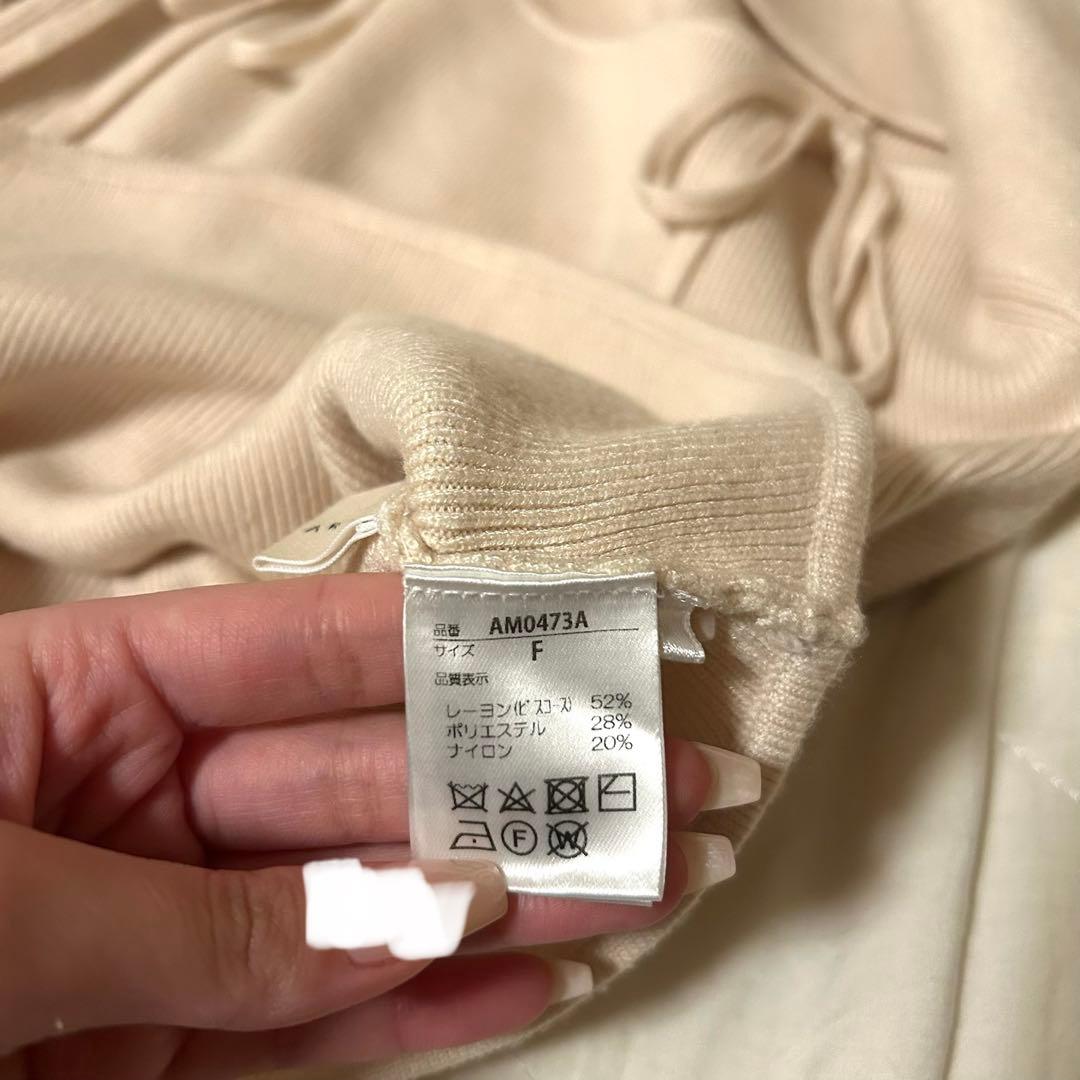 品番 AM0473A
サイズ F
品質表示
レーヨン(ビスコース) 52%
ポリエステル 28%
ナイロン 20%
F
W